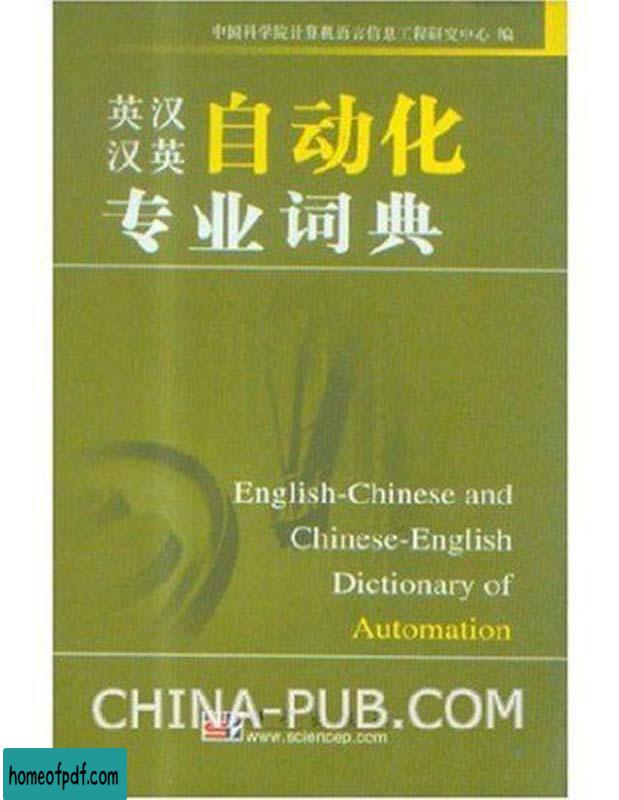 中国科学院计算机语言信息工程研究中心 编
英汉
汉英
自动化
专业词典
English-Chinese and
Chinese-English
Dictionary of
Automation
CHINA-PUB.COM
www.sciencep.com
homeofpdf.com